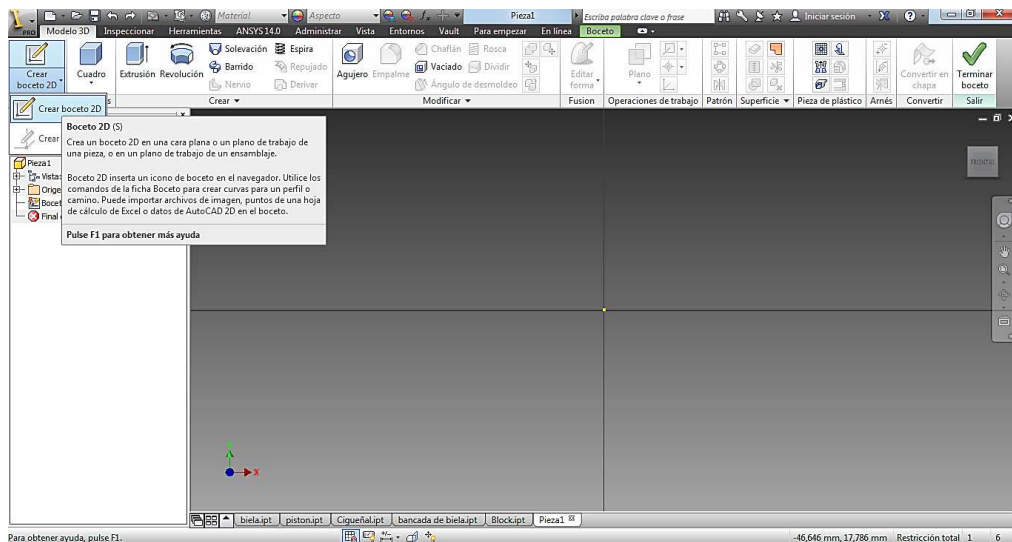 Material
Aspecto
Pieza1
Escriba palabra clave o frase
Iniciar sesión
PRO
Modelo 3D
Inspeccionar
Herramientas
ANSYS 14.0
Administrar
Vista
Entornos
Vault
Para empezar
En línea
Boceto
Crear boceto 2D
Cuadro
Extrusión
Revolución
Solevación
Espira
Barrido
Repujado
Nervio
Derivar
Agujero
Empalme
Chaflán
Rosca
Vaciado
Dividir
Ángulo de desmoldeo
Editar forma
Plano
Convertir en chapa
Terminar boceto
Crear
Modificar
Fusion
Operaciones de trabajo
Patrón
Superficie
Pieza de plástico
Arnés
Convertir
Salir
Crear boceto 2D
Crear
Boceto 2D (S)
Crea un boceto 2D en una cara plana o un plano de trabajo de
una pieza, o en un plano de trabajo de un ensamblaje.
Boceto 2D inserta un icono de boceto en el navegador. Utilice los
comandos de la ficha Boceto para crear curvas para un perfil o
camino. Puede importar archivos de imagen, puntos de una hoja
de cálculo de Excel o datos de AutoCAD 2D en el boceto.
Pulse F1 para obtener más ayuda
Pieza1
Vista:
Orige
Bocet
Final
FRONTAL
X
biela.ipt
piston.ipt
Cigueñal.ipt
bancada de biela.ipt
Block.ipt
Pieza1
Para obtener ayuda, pulse F1.
-46,646 mm, 17,786 mm
Restricción total
1
6